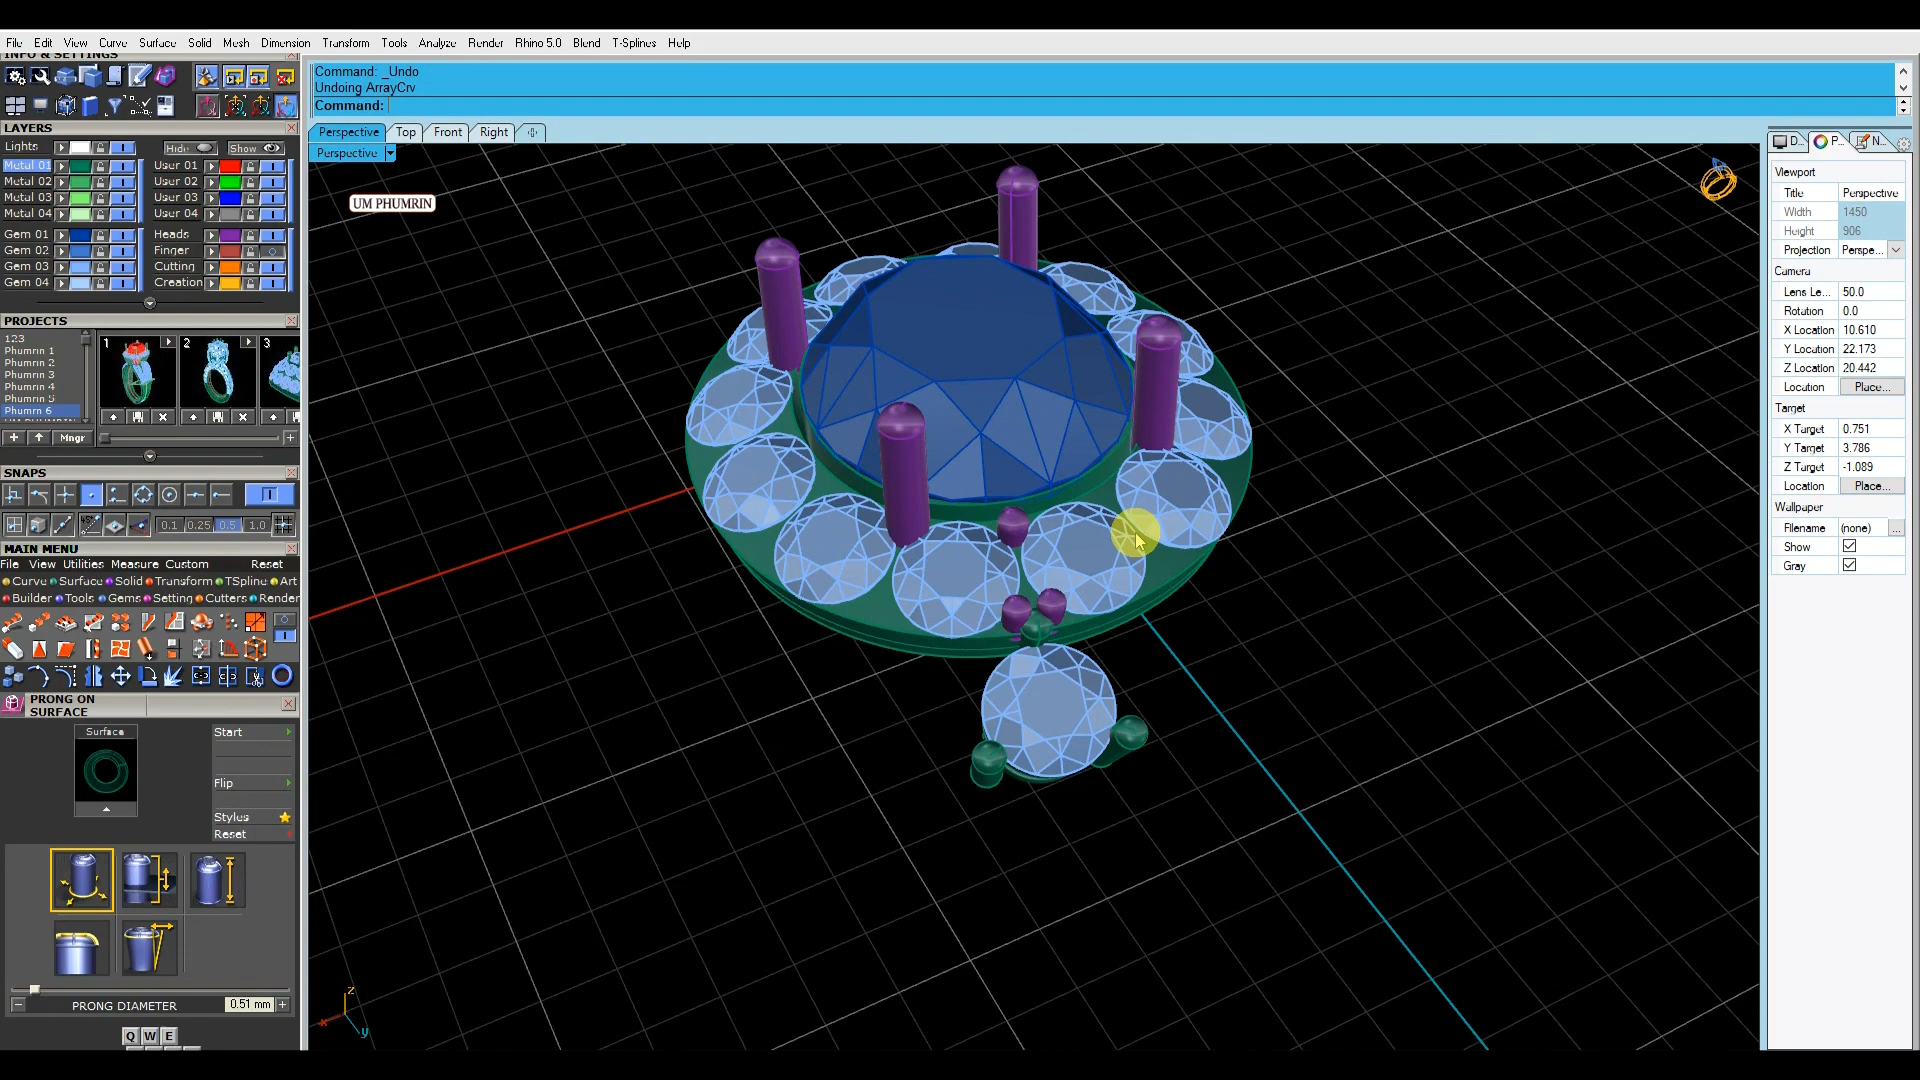 File Edit View Curve Surface Solid Mesh Dimension Transform Tools Analyze Render Rhino 5.0 Blend T-Splines Help
INFO & SETTINGS
Command: _Undo
Undoing ArrayCrv
Command:
Perspective Top Front Right
Perspective
UM PHUMRIN
LAYERS
Lights Hide Show
Metal 01 User 01
Metal 02 User 02
Metal 03 User 03
Metal 04 User 04
Gem 01 Heads
Gem 02 Finger
Gem 03 Cutting
Gem 04 Creation
PROJECTS
123
Phumrin 1
Phumrin 2
Phumrin 3
Phumrin 4
Phumrin 5
Phumrin 6
1 2 3
Mngr
SNAPS
0.1 0.25 0.5 1.0
MAIN MENU
File View Utilities Measure Custom Reset
Curve Surface Solid Transform TSpline Art
Builder Tools Gems Setting Cutters Render
PRONG ON
SURFACE
Surface
Start
Flip
Styles
Reset
PRONG DIAMETER 0.51 mm
Q W E
z
x
y
D... P... N...
Viewport
Title Perspective
Width 1450
Height 906
Projection Perspe...
Camera
Lens Le... 50.0
Rotation 0.0
X Location 10.610
Y Location 22.173
Z Location 20.442
Location Place...
Target
X Target 0.751
Y Target 3.786
Z Target -1.089
Location Place...
Wallpaper
Filename (none) ...
Show
Gray